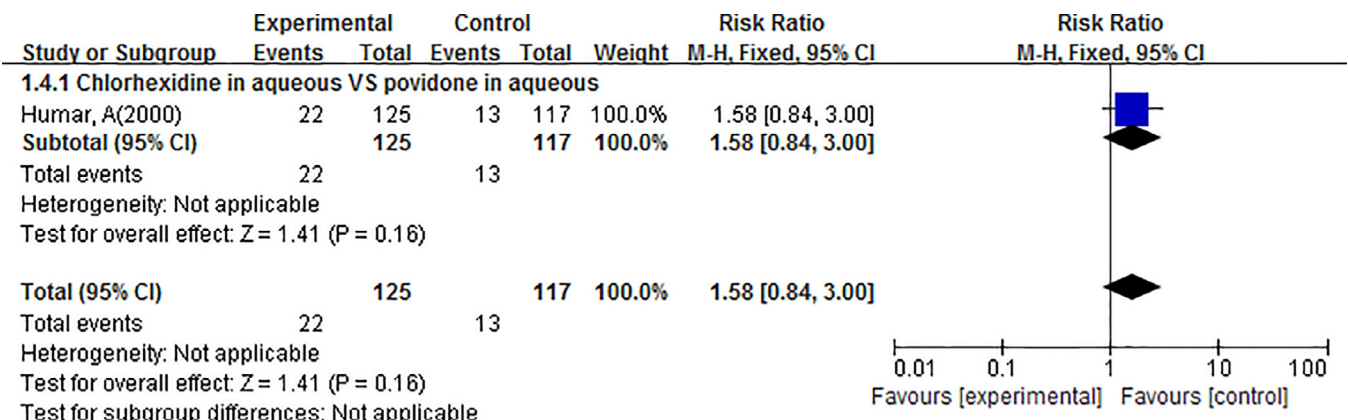 Experimental Control Risk Ratio Risk Ratio
Study or Subgroup Events Total Events Total Weight M-H, Fixed, 95% CI M-H, Fixed, 95% CI
1.4.1 Chlorhexidine in aqueous VS povidone in aqueous
Humar, A(2000) 22 125 13 117 100.0% 1.58 [0.84, 3.00]
Subtotal (95% CI) 125 117 100.0% 1.58 [0.84, 3.00]
Total events 22 13
Heterogeneity: Not applicable
Test for overall effect: Z = 1.41 (P = 0.16)
Total (95% CI) 125 117 100.0% 1.58 [0.84, 3.00]
Total events 22 13
Heterogeneity: Not applicable
Test for overall effect: Z = 1.41 (P = 0.16)
Test for subgroup differences: Not applicable
0.01 0.1 1 10 100
Favours [experimental] Favours [control]